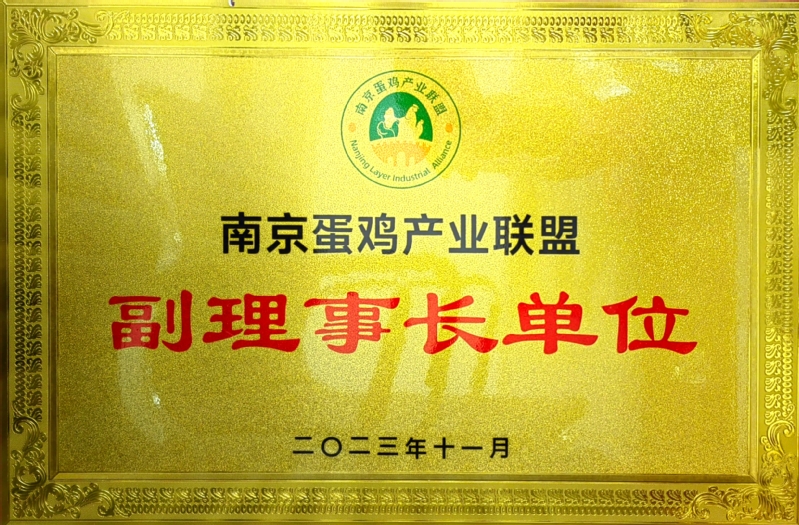 南京蛋鸡产业联盟
Nanjing Layer Industrial Alliance
南京蛋鸡产业联盟
副理事长单位
二〇二三年十一月